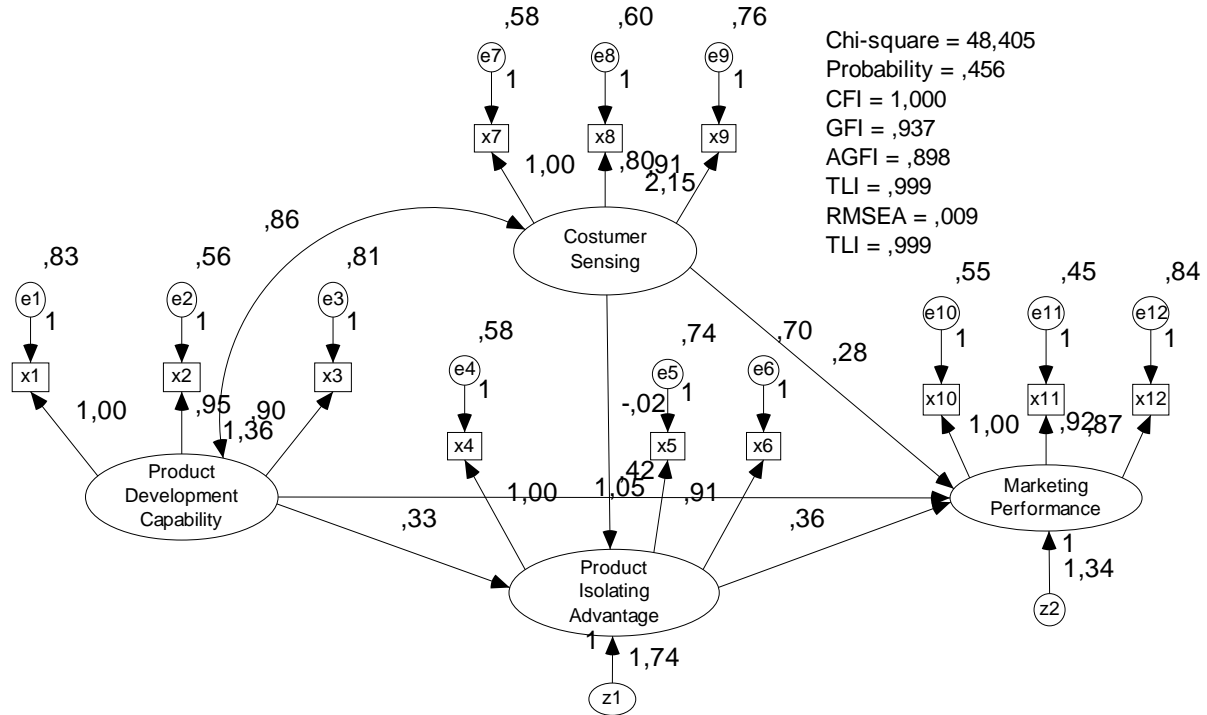 ,58
,60
,76
Chi-square = 48,405
Probability = ,456
CFI = 1,000
GFI = ,937
AGFI = ,898
TLI = ,999
RMSEA = ,009
TLI = ,999
e7
e8
e9
1
1
1
x7
x8
x9
1,00
,80
,91
2,15
,86
Costumer
Sensing
,83
,56
,81
e1
e2
e3
1
1
1
x1
x2
x3
1,00
,95
,90
1,36
Product
Development
Capability
,58
,74
,70
e4
e5
e6
1
1
1
x4
x5
x6
-,02
,28
1,00
,42
1,05
,91
,33
,36
Product
Isolating
Advantage
1
1,74
z1
,55
,45
,84
e10
e11
e12
1
1
1
x10
x11
x12
1,00
,92
,87
Marketing
Performance
1
1,34
z2